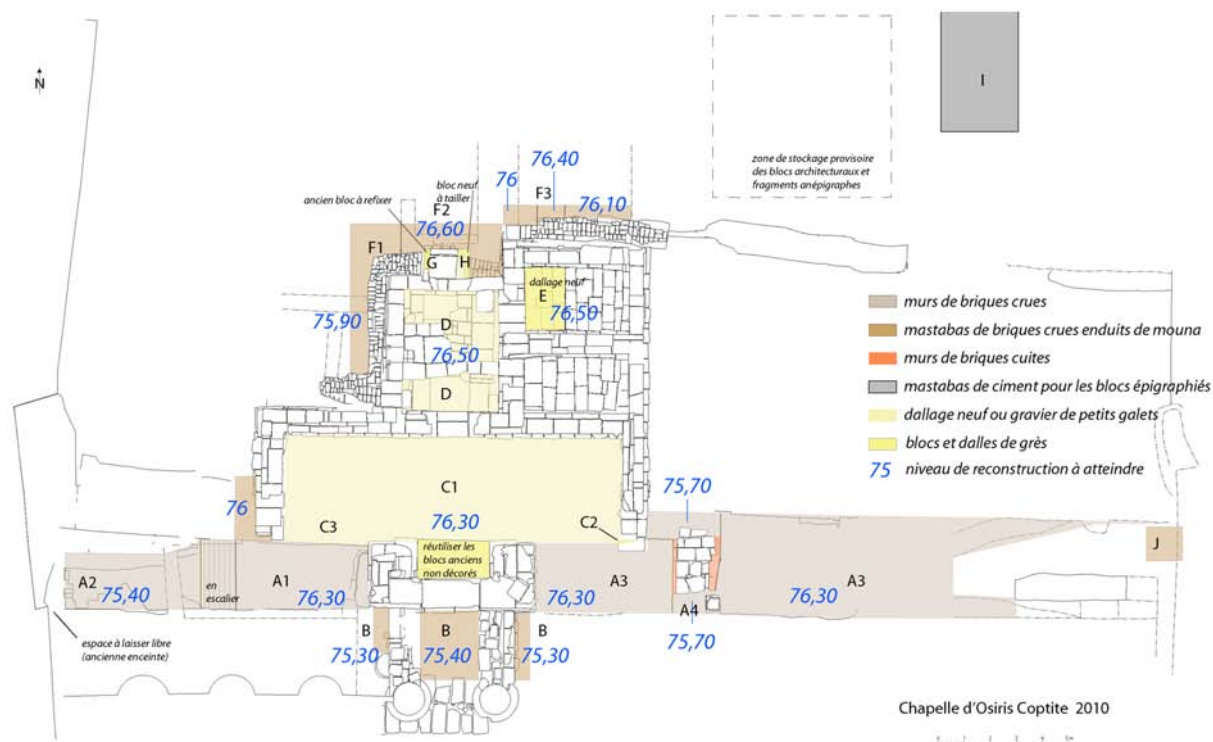 I
N
zone de stockage provisoire
des blocs architecturaux et
fragments anépigraphes
76,40
76
F3
76,10
bloc neuf
à tailler
ancien bloc à refixer
F2
76,60
F1
G
H
dallage neuf
E
76,50
75,90
D
76,50
D
murs de briques crues
mastabas de briques crues enduits de mouna
murs de briques cuites
mastabas de ciment pour les blocs épigraphiés
dallage neuf ou gravier de petits galets
blocs et dalles de grès
75 niveau de reconstruction à atteindre
C1
75,70
76
C3
76,30
C2
réutiliser les
blocs anciens
non décorés
J
A2
75,40
en
escalier
A1
76,30
A3
76,30
A4
75,70
A3
76,30
espace à laisser libre
(ancienne enceinte)
B
75,30
B
75,40
B
75,30
Chapelle d'Osiris Coptite 2010